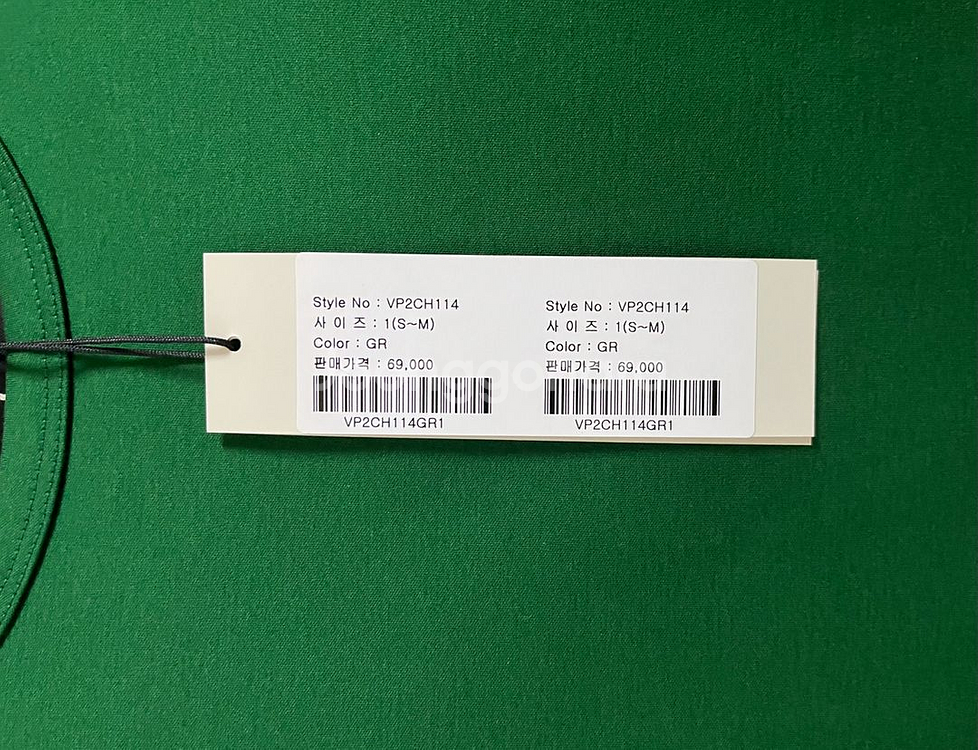 Style No : VP2CH114
사 이 즈 : 1(S~M)
Color : GR
판매가격 : 69,000
VP2CH114GR1
Style No : VP2CH114
사 이 즈 : 1(S~M)
Color : GR
판매가격 : 69,000
VP2CH114GR1